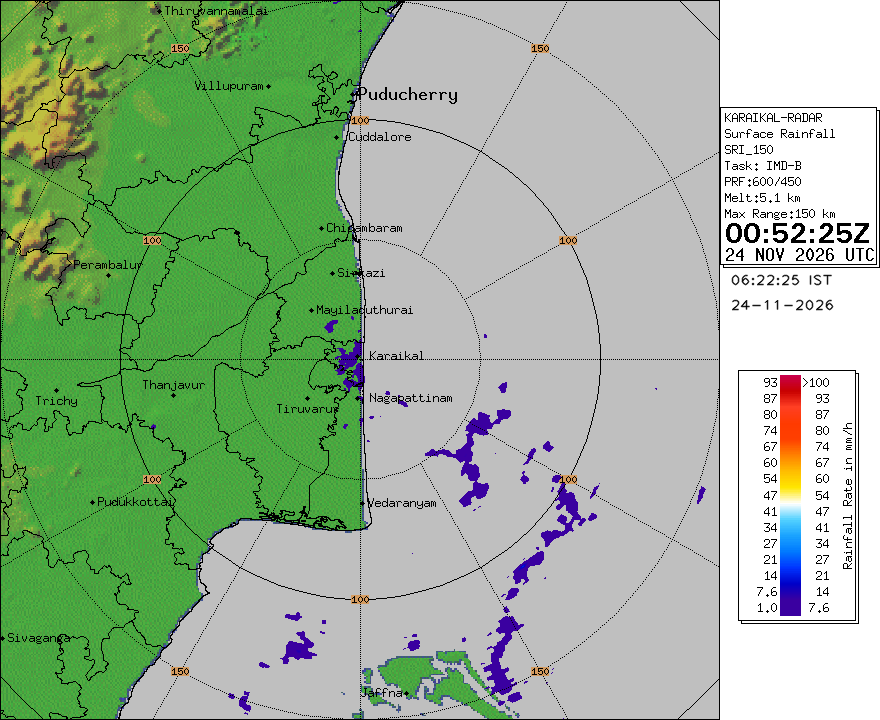 Thiruvannamalai
150
150
Villupuram
Puducherry
100
Cuddalore
KARAIKAL-RADAR
Surface Rainfall
SRI_150
Task: IMD-B
PRF:600/450
Melt:5.1 km
Max Range:150 km
00:52:25Z
24 NOV 2026 UTC
06:22:25 IST
24-11-2026
Chidambaram
100
100
Perambalur
Sirkazi
Mayiladuthurai
Karaikal
Thanjavur
Trichy
Nagapattinam
Tiruvarur
100
100
Pudukkottai
Vedaranyam
100
Sivaganga
150
150
Jaffna
93 >100
87 93
80 87
74 80
67 74
60 67
54 60
47 54
41 47
34 41
27 34
21 27
14 21
7.6 14
1.0 7.6
Rainfall Rate in mm/h